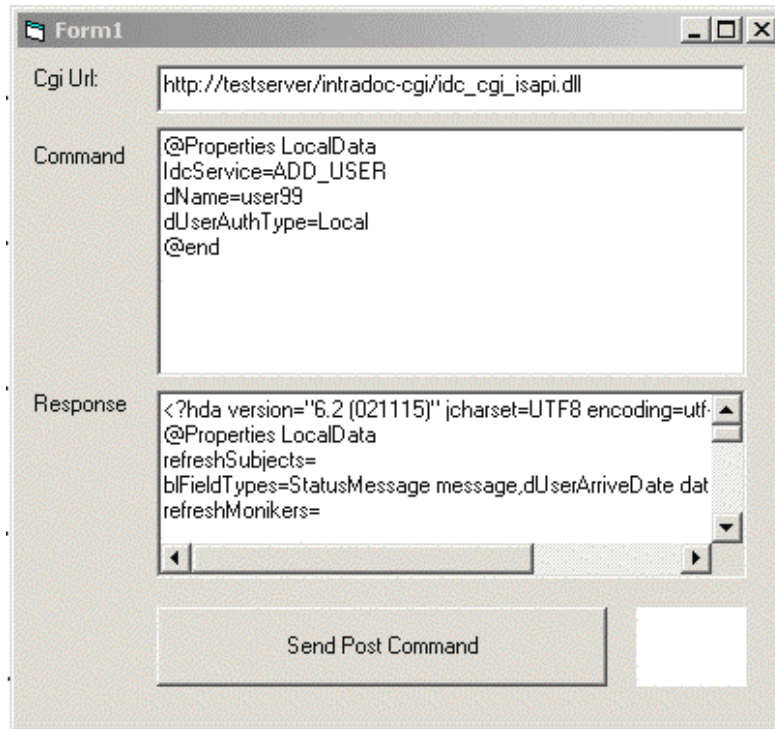 Form1
Cgi Url:
http://testserver/intradoc-cgi/idc_cgi_isapi.dll
Command
@Properties LocalData
IdcService=ADD_USER
dName=user99
dUserAuthType=Local
@end
Response
<?hda version="6.2 (021115)" jcharset=UTF8 encoding=utf-
@Properties LocalData
refreshSubjects=
blFieldTypes=StatusMessage message,dUserArriveDate dat
refreshMonikers=
Send Post Command